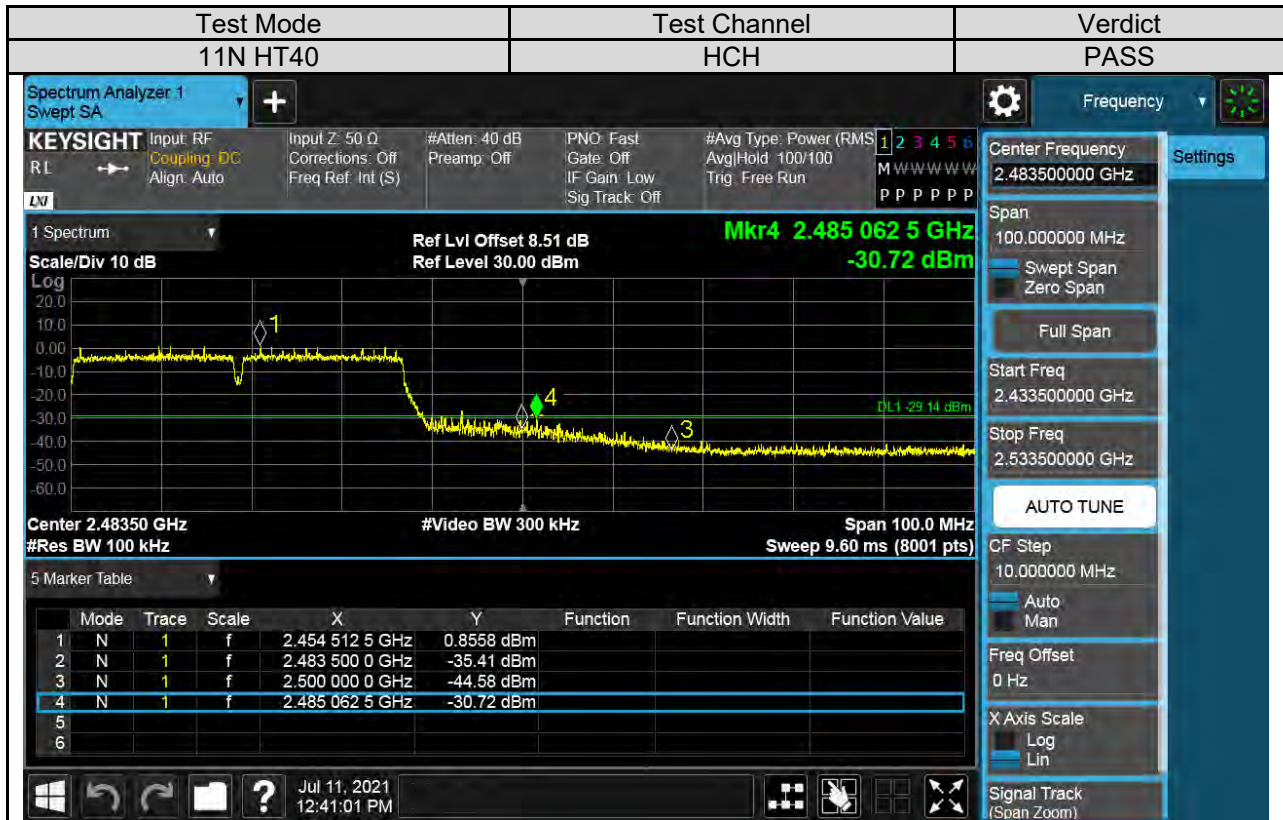 Test Mode Test Channel Verdict
11N HT40 HCH PASS
Spectrum Analyzer 1
Swept SA
+
Frequency
KEYSIGHT
RL
LXI
Input: RF
Coupling: DC
Align: Auto
Input Z: 50 Ω
Corrections: Off
Freq Ref: Int (S)
#Atten: 40 dB
Preamp: Off
PNO: Fast
Gate: Off
IF Gain: Low
Sig Track: Off
#Avg Type: Power (RMS
Avg|Hold: 100/100
Trig: Free Run
1 2 3 4 5 6
M W W W W W
P P P P P P
1 Spectrum
Scale/Div 10 dB
Ref Lvl Offset 8.51 dB
Ref Level 30.00 dBm
Mkr4 2.485 062 5 GHz
-30.72 dBm
Log
20.0
10.0
0.00
-10.0
-20.0
-30.0
-40.0
-50.0
-60.0
1
4
3
DL1 -29.14 dBm
Center 2.48350 GHz
#Res BW 100 kHz
#Video BW 300 kHz
Span 100.0 MHz
Sweep 9.60 ms (8001 pts)
5 Marker Table
Mode Trace Scale X Y Function Function Width Function Value
1 N 1 f 2.454 512 5 GHz 0.8558 dBm
2 N 1 f 2.483 500 0 GHz -35.41 dBm
3 N 1 f 2.500 000 0 GHz -44.58 dBm
4 N 1 f 2.485 062 5 GHz -30.72 dBm
5
6
?
Jul 11, 2021
12:41:01 PM
Center Frequency
2.483500000 GHz
Settings
Span
100.000000 MHz
Swept Span
Zero Span
Full Span
Start Freq
2.433500000 GHz
Stop Freq
2.533500000 GHz
AUTO TUNE
CF Step
10.000000 MHz
Auto
Man
Freq Offset
0 Hz
X Axis Scale
Log
Lin
Signal Track
(Span Zoom)